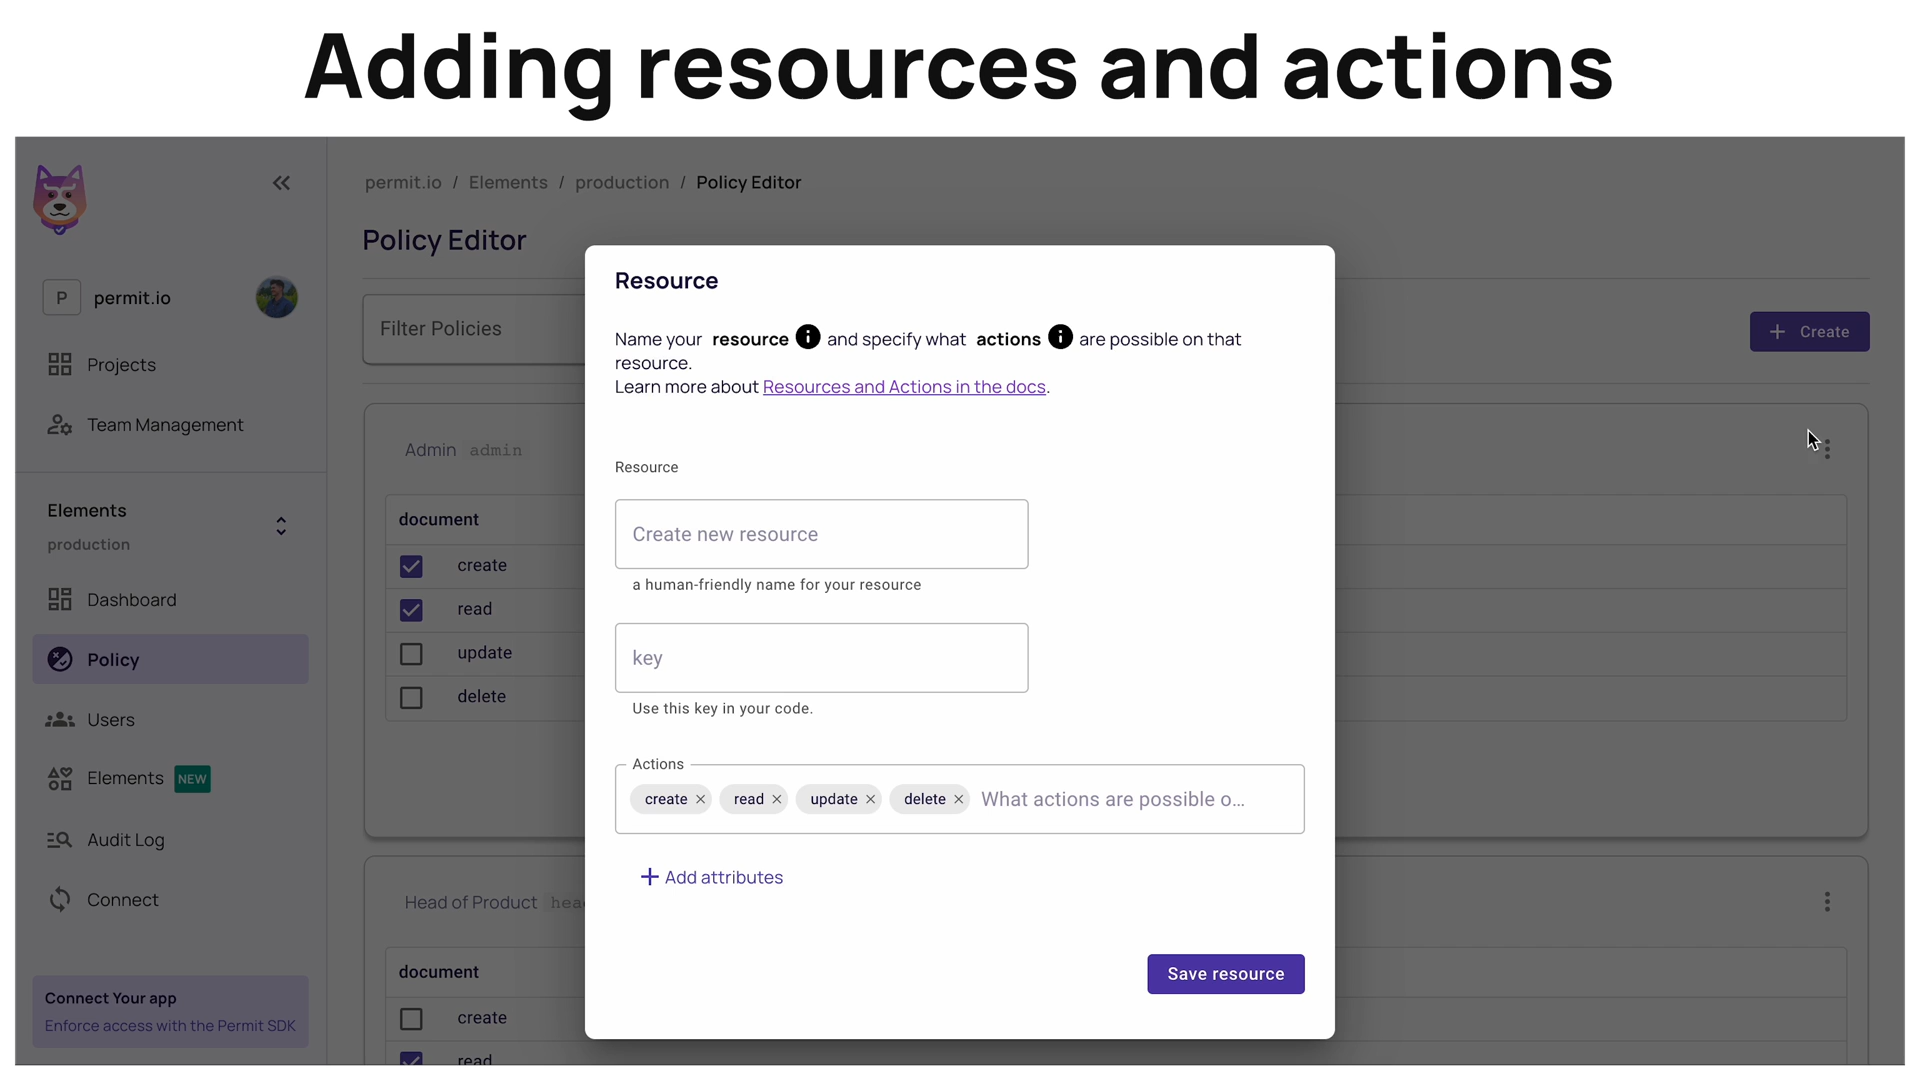 Adding resources and actions
permit.io / Elements / production / Policy Editor
Policy Editor
P permit.io
Projects
Team Management
Elements
production
Dashboard
Policy
Users
Elements NEW
Audit Log
Connect
Connect Your app
Enforce access with the Permit SDK
Filter Policies
+ Create
Admin admin
document
create
read
update
delete
Head of Product
document
create
read
Resource
Name your resource and specify what actions are possible on that
resource.
Learn more about Resources and Actions in the docs.
Resource
Create new resource
a human-friendly name for your resource
key
Use this key in your code.
Actions
create × read × update × delete × What actions are possible o...
+ Add attributes
Save resource